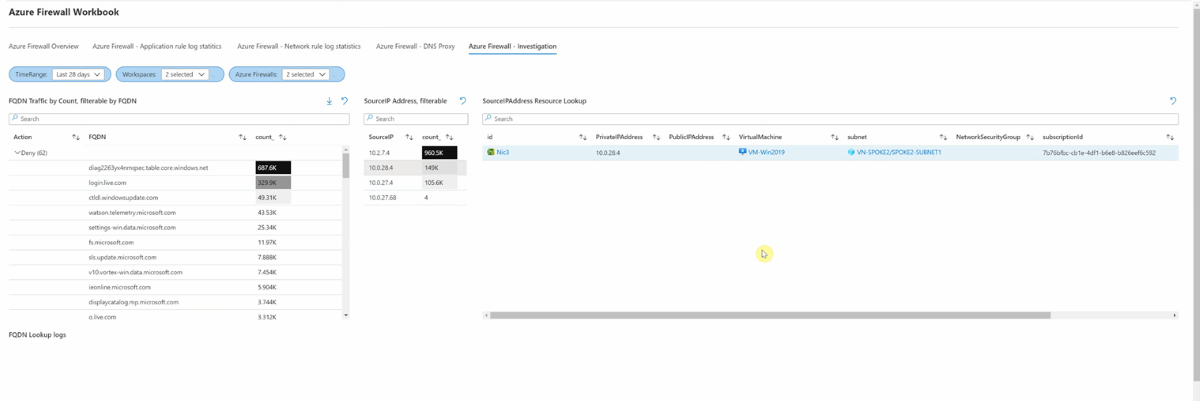 Azure Firewall Workbook
Azure Firewall Overview Azure Firewall - Application rule log statitics Azure Firewall - Network rule log statistics Azure Firewall - DNS Proxy Azure Firewall - Investigation
TimeRange: Last 28 days Workspaces: 2 selected Azure Firewalls: 2 selected
FQDN Traffic by Count, filterable by FQDN SourceIP Address, filterable SourceIPAddress Resource Lookup
Search Search Search
Action FQDN count_ SourceIP count_ id PrivateIPAddress PublicIPAddress VirtualMachine subnet NetworkSecurityGroup subscriptionId
Deny (62) 10.2.7.4 960.5K Nic3 10.0.28.4 VM-Win2019 VN-SPOKE2/SPOKE2-SUBNET1 7b76bfbc-cb1e-4df1-b6e8-b826eef6c592
diag2263yx4nmspec.table.core.windows.net 687.6K 10.0.28.4 149K
login.live.com 329.9K 10.0.27.4 105.6K
ctldl.windowsupdate.com 49.31K 10.0.27.68 4
watson.telemetry.microsoft.com 43.53K
settings-win.data.microsoft.com 25.34K
fs.microsoft.com 11.97K
sls.update.microsoft.com 7.888K
v10.vortex-win.data.microsoft.com 7.454K
ieonline.microsoft.com 5.904K
displaycatalog.mp.microsoft.com 3.744K
g.live.com 3.312K
FQDN Lookup logs